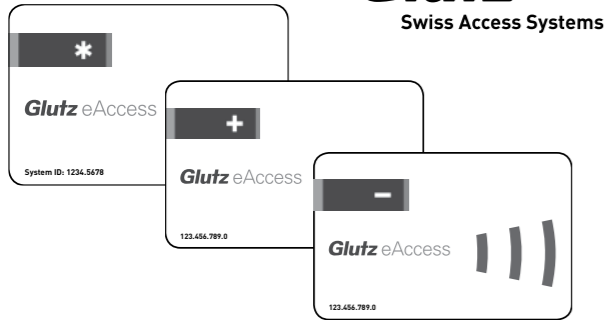 Swiss Access Systems
*
Glutz eAccess
System ID: 1234.5678
+
Glutz eAccess
123.456.789.0
-
Glutz eAccess
123.456.789.0